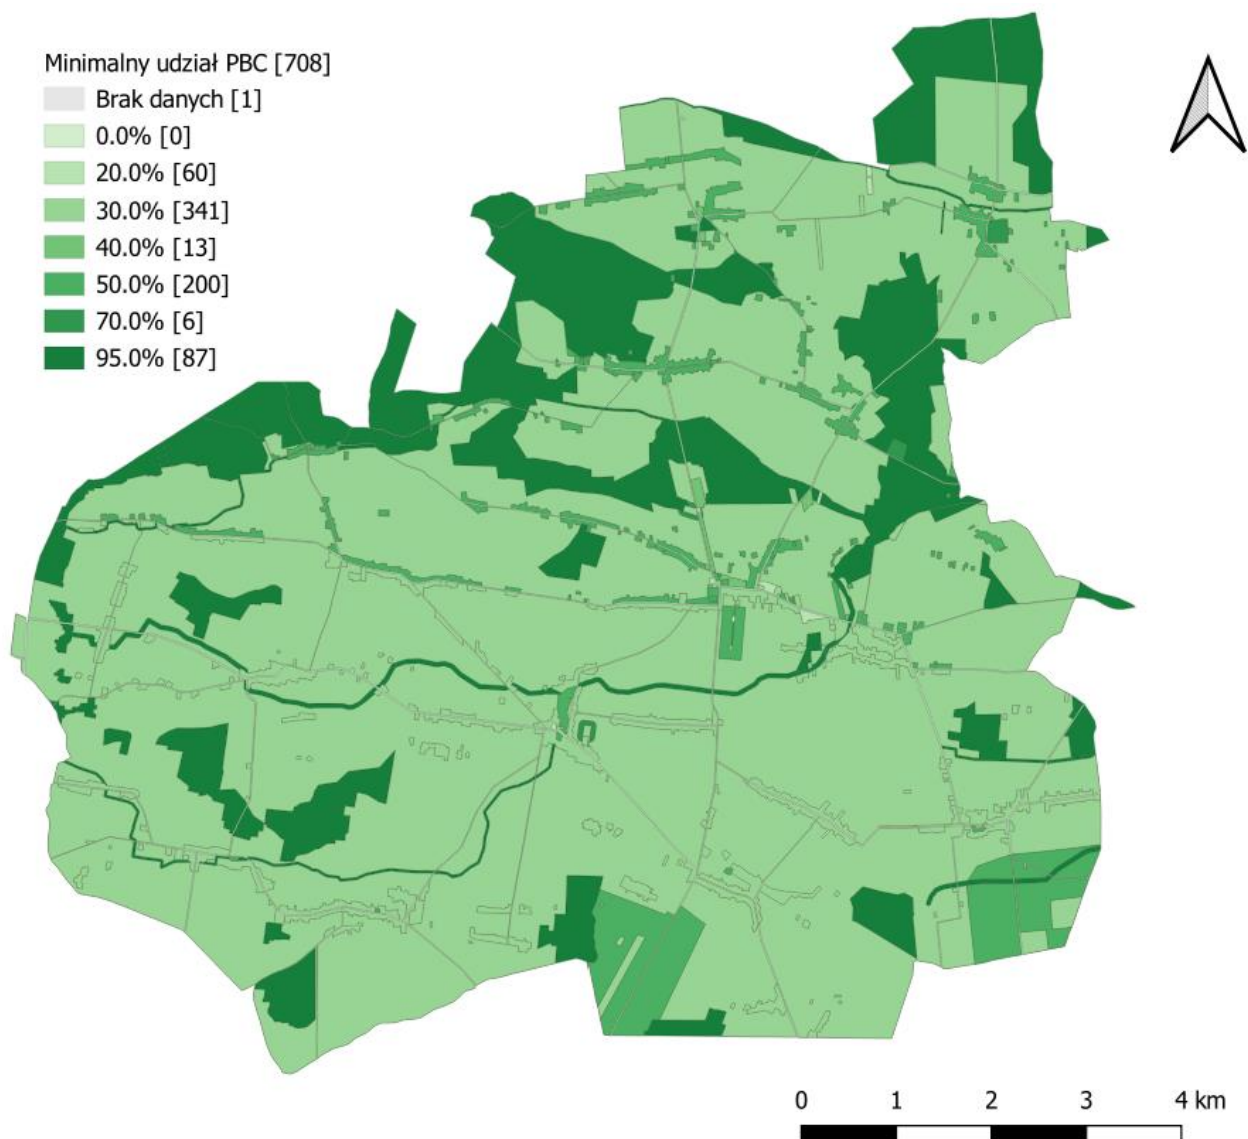 Minimalny udział PBC [708]
Brak danych [1]
0.0% [0]
20.0% [60]
30.0% [341]
40.0% [13]
50.0% [200]
70.0% [6]
95.0% [87]
0 1 2 3 4 km